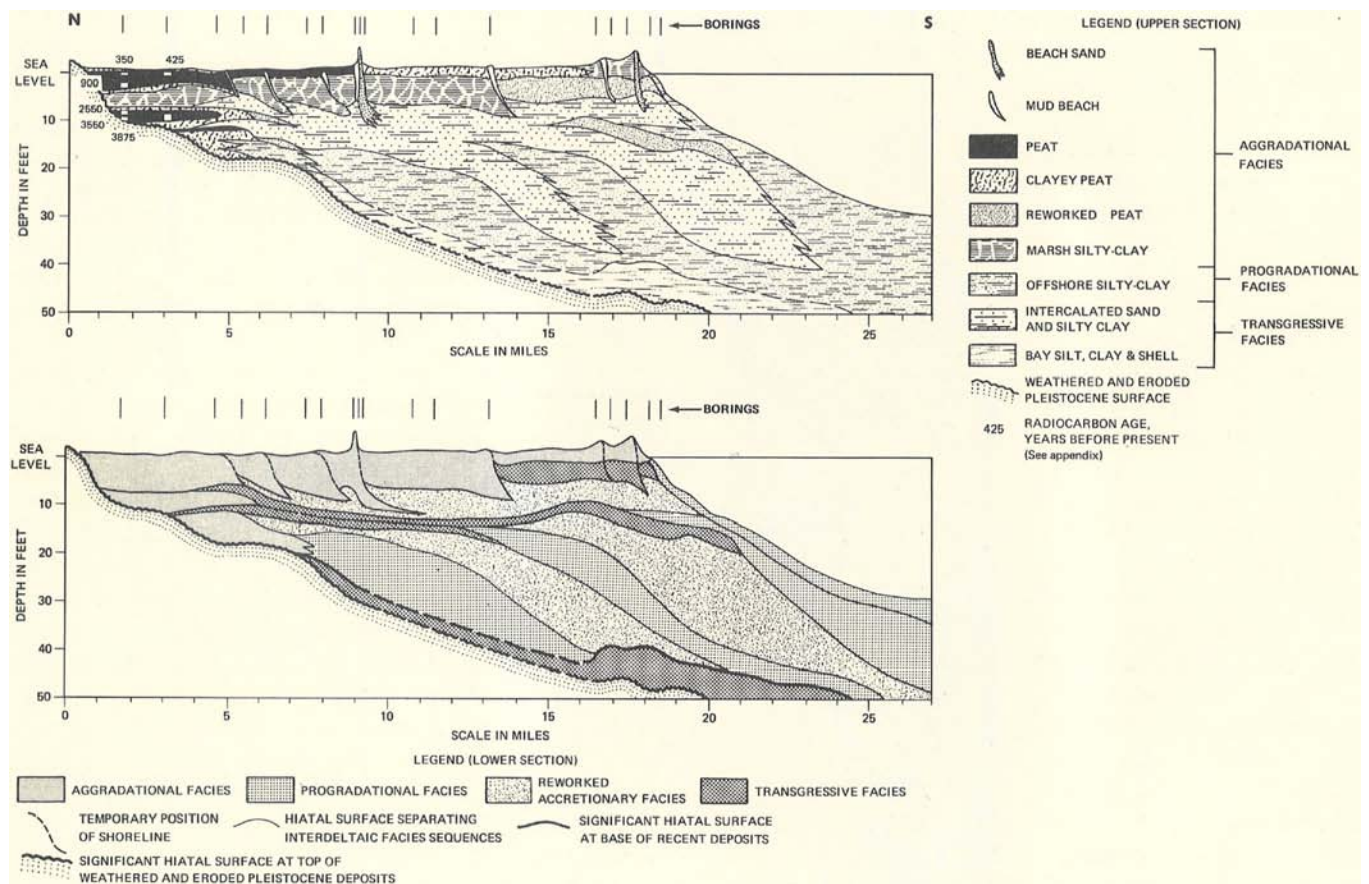 N
S
BORINGS
350
425
SEA
LEVEL
900
2550
3550
3875
10
20
30
40
50
DEPTH IN FEET
0
5
10
15
20
25
SCALE IN MILES
LEGEND (UPPER SECTION)
BEACH SAND
MUD BEACH
PEAT
CLAYEY PEAT
REWORKED PEAT
MARSH SILTY-CLAY
OFFSHORE SILTY-CLAY
INTERCALATED SAND
AND SILTY CLAY
BAY SILT, CLAY & SHELL
WEATHERED AND ERODED
PLEISTOCENE SURFACE
425
RADIOCARBON AGE,
YEARS BEFORE PRESENT
(See appendix)
AGGRADATIONAL
FACIES
PROGRADATIONAL
FACIES
TRANSGRESSIVE
FACIES
BORINGS
SEA
LEVEL
10
20
30
40
50
DEPTH IN FEET
0
5
10
15
20
25
SCALE IN MILES
LEGEND (LOWER SECTION)
AGGRADATIONAL FACIES
PROGRADATIONAL FACIES
REWORKED
ACCRETIONARY FACIES
TRANSGRESSIVE FACIES
TEMPORARY POSITION
OF SHORELINE
HIATAL SURFACE SEPARATING
INTERDELTAIC FACIES SEQUENCES
SIGNIFICANT HIATAL SURFACE
AT BASE OF RECENT DEPOSITS
SIGNIFICANT HIATAL SURFACE AT TOP OF
WEATHERED AND ERODED PLEISTOCENE DEPOSITS